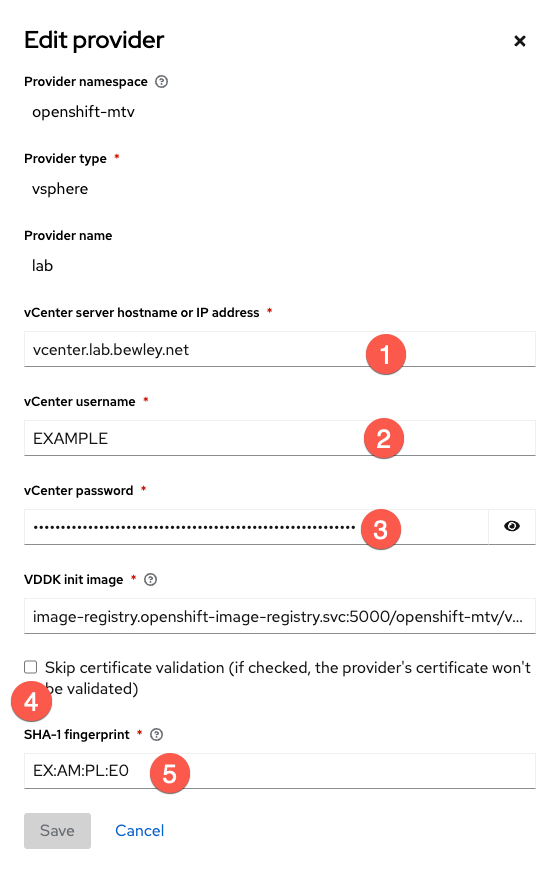 Edit provider
Provider namespace
openshift-mtv
Provider type *
vsphere
Provider name
lab
vCenter server hostname or IP address *
vcenter.lab.bewley.net
1
vCenter username *
EXAMPLE
2
vCenter password *
3
VDDK init image *
image-registry.openshift-image-registry.svc:5000/openshift-mtv/v...
Skip certificate validation (if checked, the provider's certificate won't
be validated)
4
SHA-1 fingerprint *
EX:AM:PL:E0
5
Save Cancel